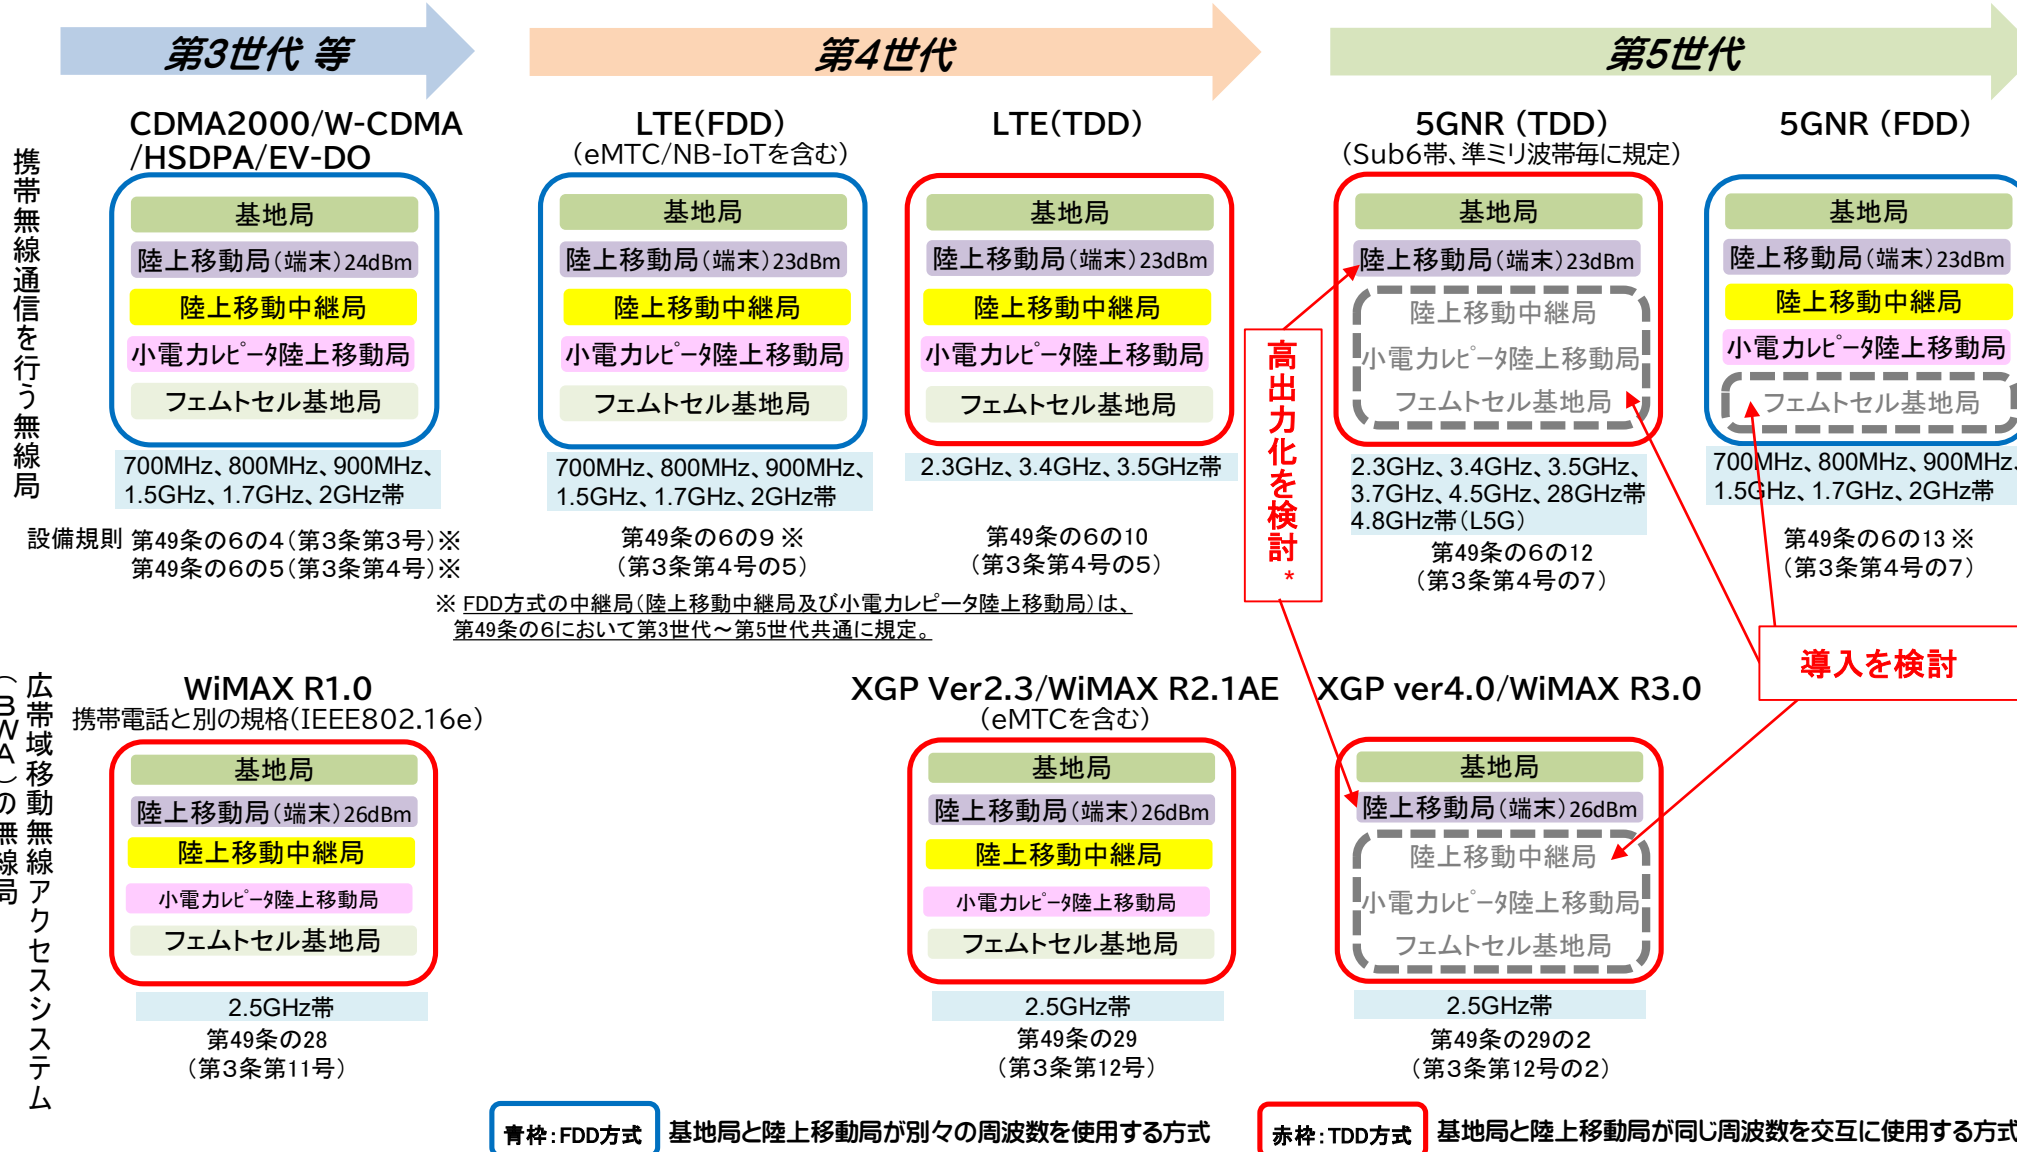 第3世代 等
第4世代
第5世代
携帯無線通信を行う無線局
CDMA2000/W-CDMA
/HSDPA/EV-DO
基地局
陸上移動局(端末)24dBm
陸上移動中継局
小電力ﾚﾋﾟｰﾀ陸上移動局
フェムトセル基地局
700MHz、800MHz、900MHz、
1.5GHz、1.7GHz、2GHz帯
LTE(FDD)
(eMTC/NB-IoTを含む)
基地局
陸上移動局(端末)23dBm
陸上移動中継局
小電力ﾚﾋﾟｰﾀ陸上移動局
フェムトセル基地局
700MHz、800MHz、900MHz、
1.5GHz、1.7GHz、2GHz帯
LTE(TDD)
基地局
陸上移動局(端末)23dBm
陸上移動中継局
小電力ﾚﾋﾟｰﾀ陸上移動局
フェムトセル基地局
2.3GHz、3.4GHz、3.5GHz帯
高出力化を検討*
5GNR (TDD)
(Sub6帯、準ミリ波帯毎に規定)
基地局
陸上移動局(端末)23dBm
陸上移動中継局
小電力ﾚﾋﾟｰﾀ陸上移動局
フェムトセル基地局
2.3GHz、3.4GHz、3.5GHz、
3.7GHz、4.5GHz、28GHz帯
4.8GHz帯(L5G)
5GNR (FDD)
基地局
陸上移動局(端末)23dBm
陸上移動中継局
小電力ﾚﾋﾟｰﾀ陸上移動局
フェムトセル基地局
700MHz、800MHz、900MHz、
1.5GHz、1.7GHz、2GHz帯
設備規則
第49条の6の4(第3条第3号)※
第49条の6の5(第3条第4号)※
第49条の6の9 ※
(第3条第4号の5)
第49条の6の10
(第3条第4号の5)
第49条の6の12
(第3条第4号の7)
第49条の6の13 ※
(第3条第4号の7)
※ FDD方式の中継局(陸上移動中継局及び小電力レピータ陸上移動局)は、
第49条の6において第3世代～第5世代共通に規定。
導入を検討
広帯域移動無線アクセスシステム
(BWA)の無線局
WiMAX R1.0
携帯電話と別の規格(IEEE802.16e)
基地局
陸上移動局(端末)26dBm
陸上移動中継局
小電力ﾚﾋﾟｰﾀ陸上移動局
フェムトセル基地局
2.5GHz帯
第49条の28
(第3条第11号)
XGP Ver2.3/WiMAX R2.1AE
(eMTCを含む)
基地局
陸上移動局(端末)26dBm
陸上移動中継局
小電力ﾚﾋﾟｰﾀ陸上移動局
フェムトセル基地局
2.5GHz帯
第49条の29
(第3条第12号)
XGP ver4.0/WiMAX R3.0
基地局
陸上移動局(端末)26dBm
陸上移動中継局
小電力ﾚﾋﾟｰﾀ陸上移動局
フェムトセル基地局
2.5GHz帯
第49条の29の2
(第3条第12号の2)
青枠:FDD方式
基地局と陸上移動局が別々の周波数を使用する方式
赤枠:TDD方式
基地局と陸上移動局が同じ周波数を交互に使用する方式